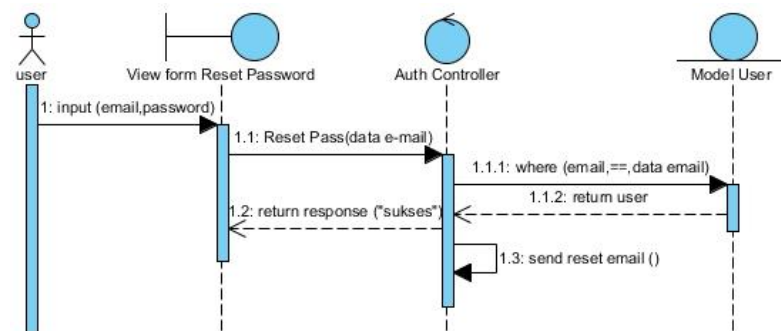 user
View form Reset Password
Auth Controller
Model User
1: input (email,password)
1.1: Reset Pass(data e-mail)
1.1.1: where (email,==,data email)
1.1.2: return user
1.2: return response ("sukses")
1.3: send reset email ()